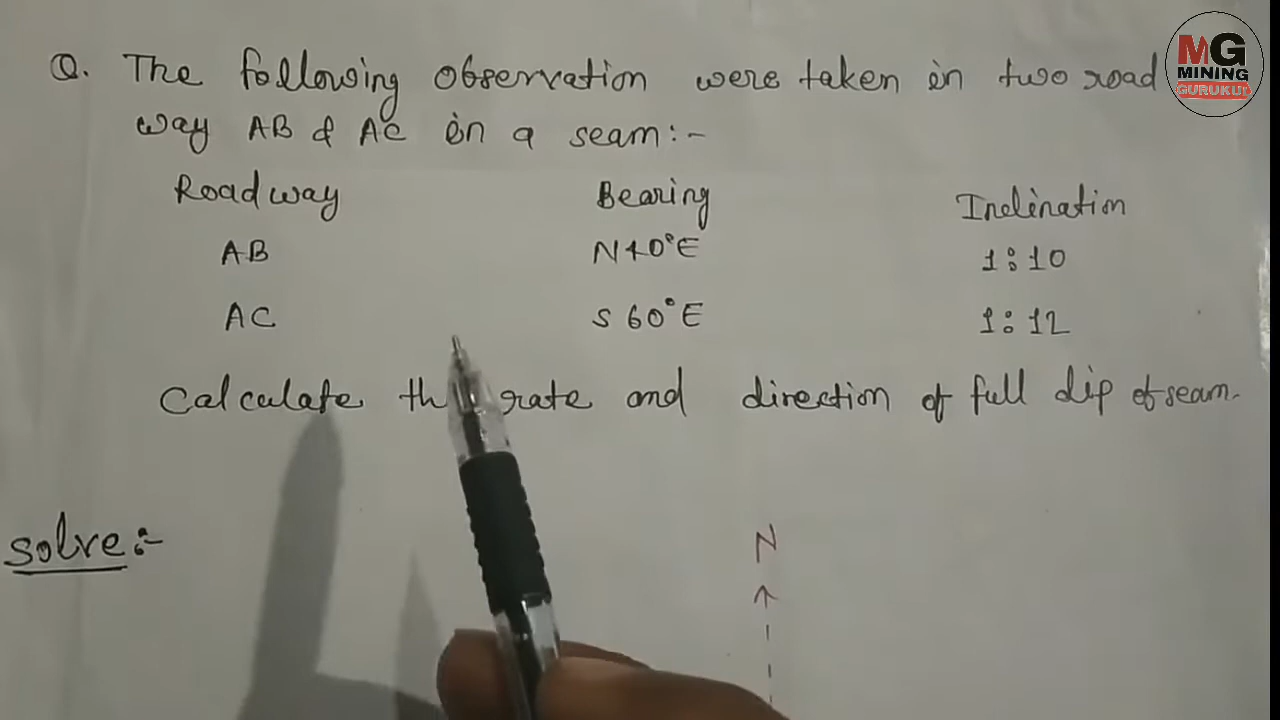 MG
MINING
GURUKUL
Q. The following observation were taken in two road
way AB & AC in a seam:-
Roadway Bearing Inclination
AB N40°E 1:10
AC S60°E 1:12
Calculate rate and direction of full dip of seam.
Solve:-
N